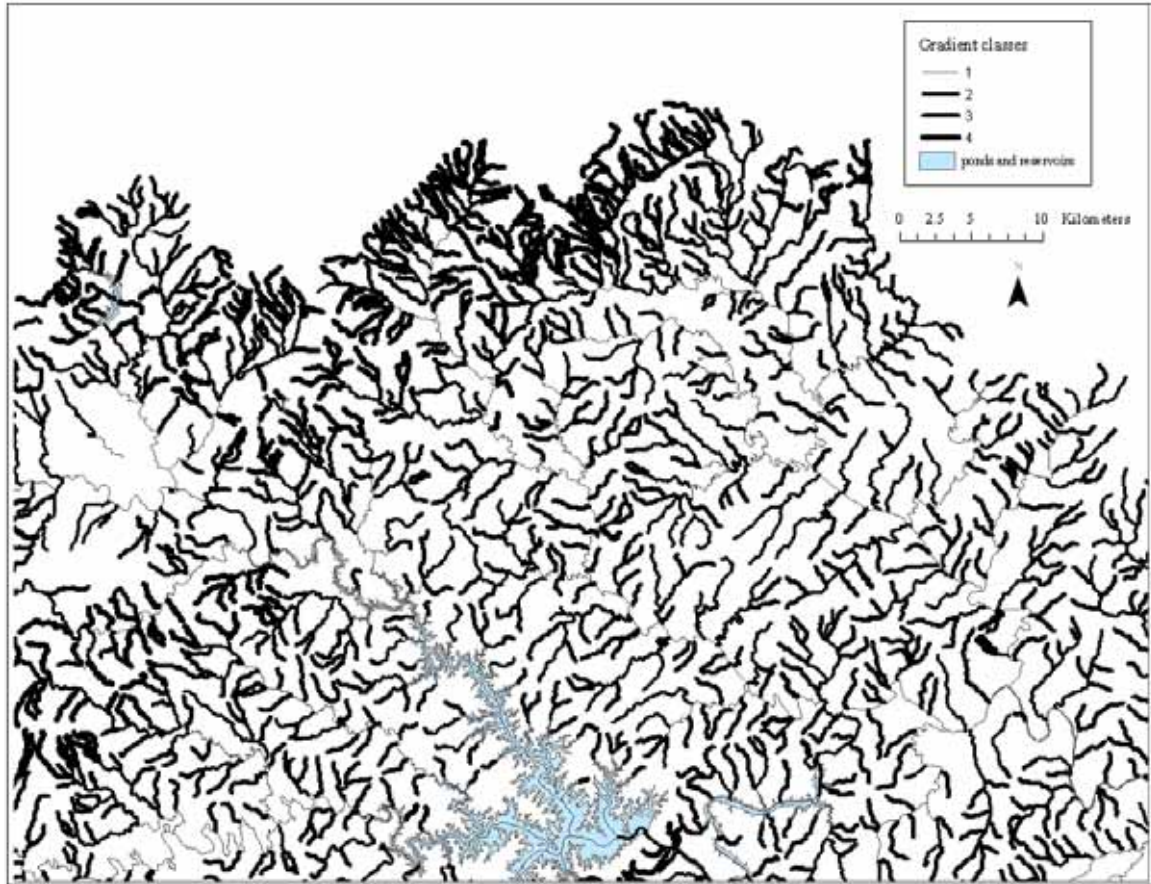 Gradient classes
1
2
3
4
ponds and reservoirs
0 2.5 5 10 Kilometers
N